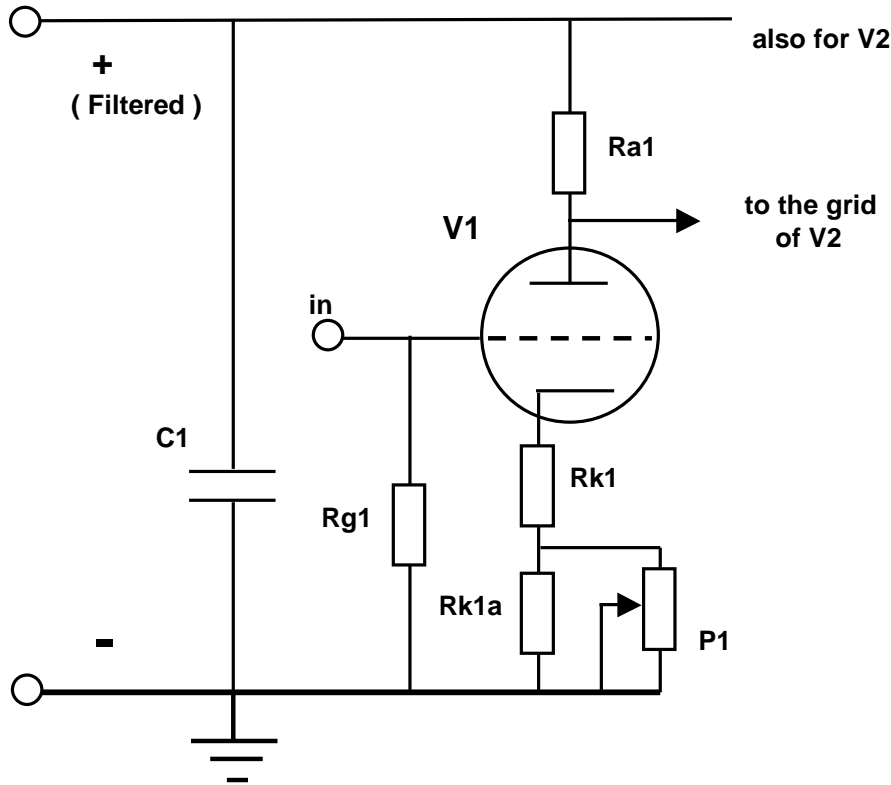 also for V2
+
( Filtered )
Ra1
to the grid
of V2
V1
in
C1
Rk1
Rg1
Rk1a
-
P1